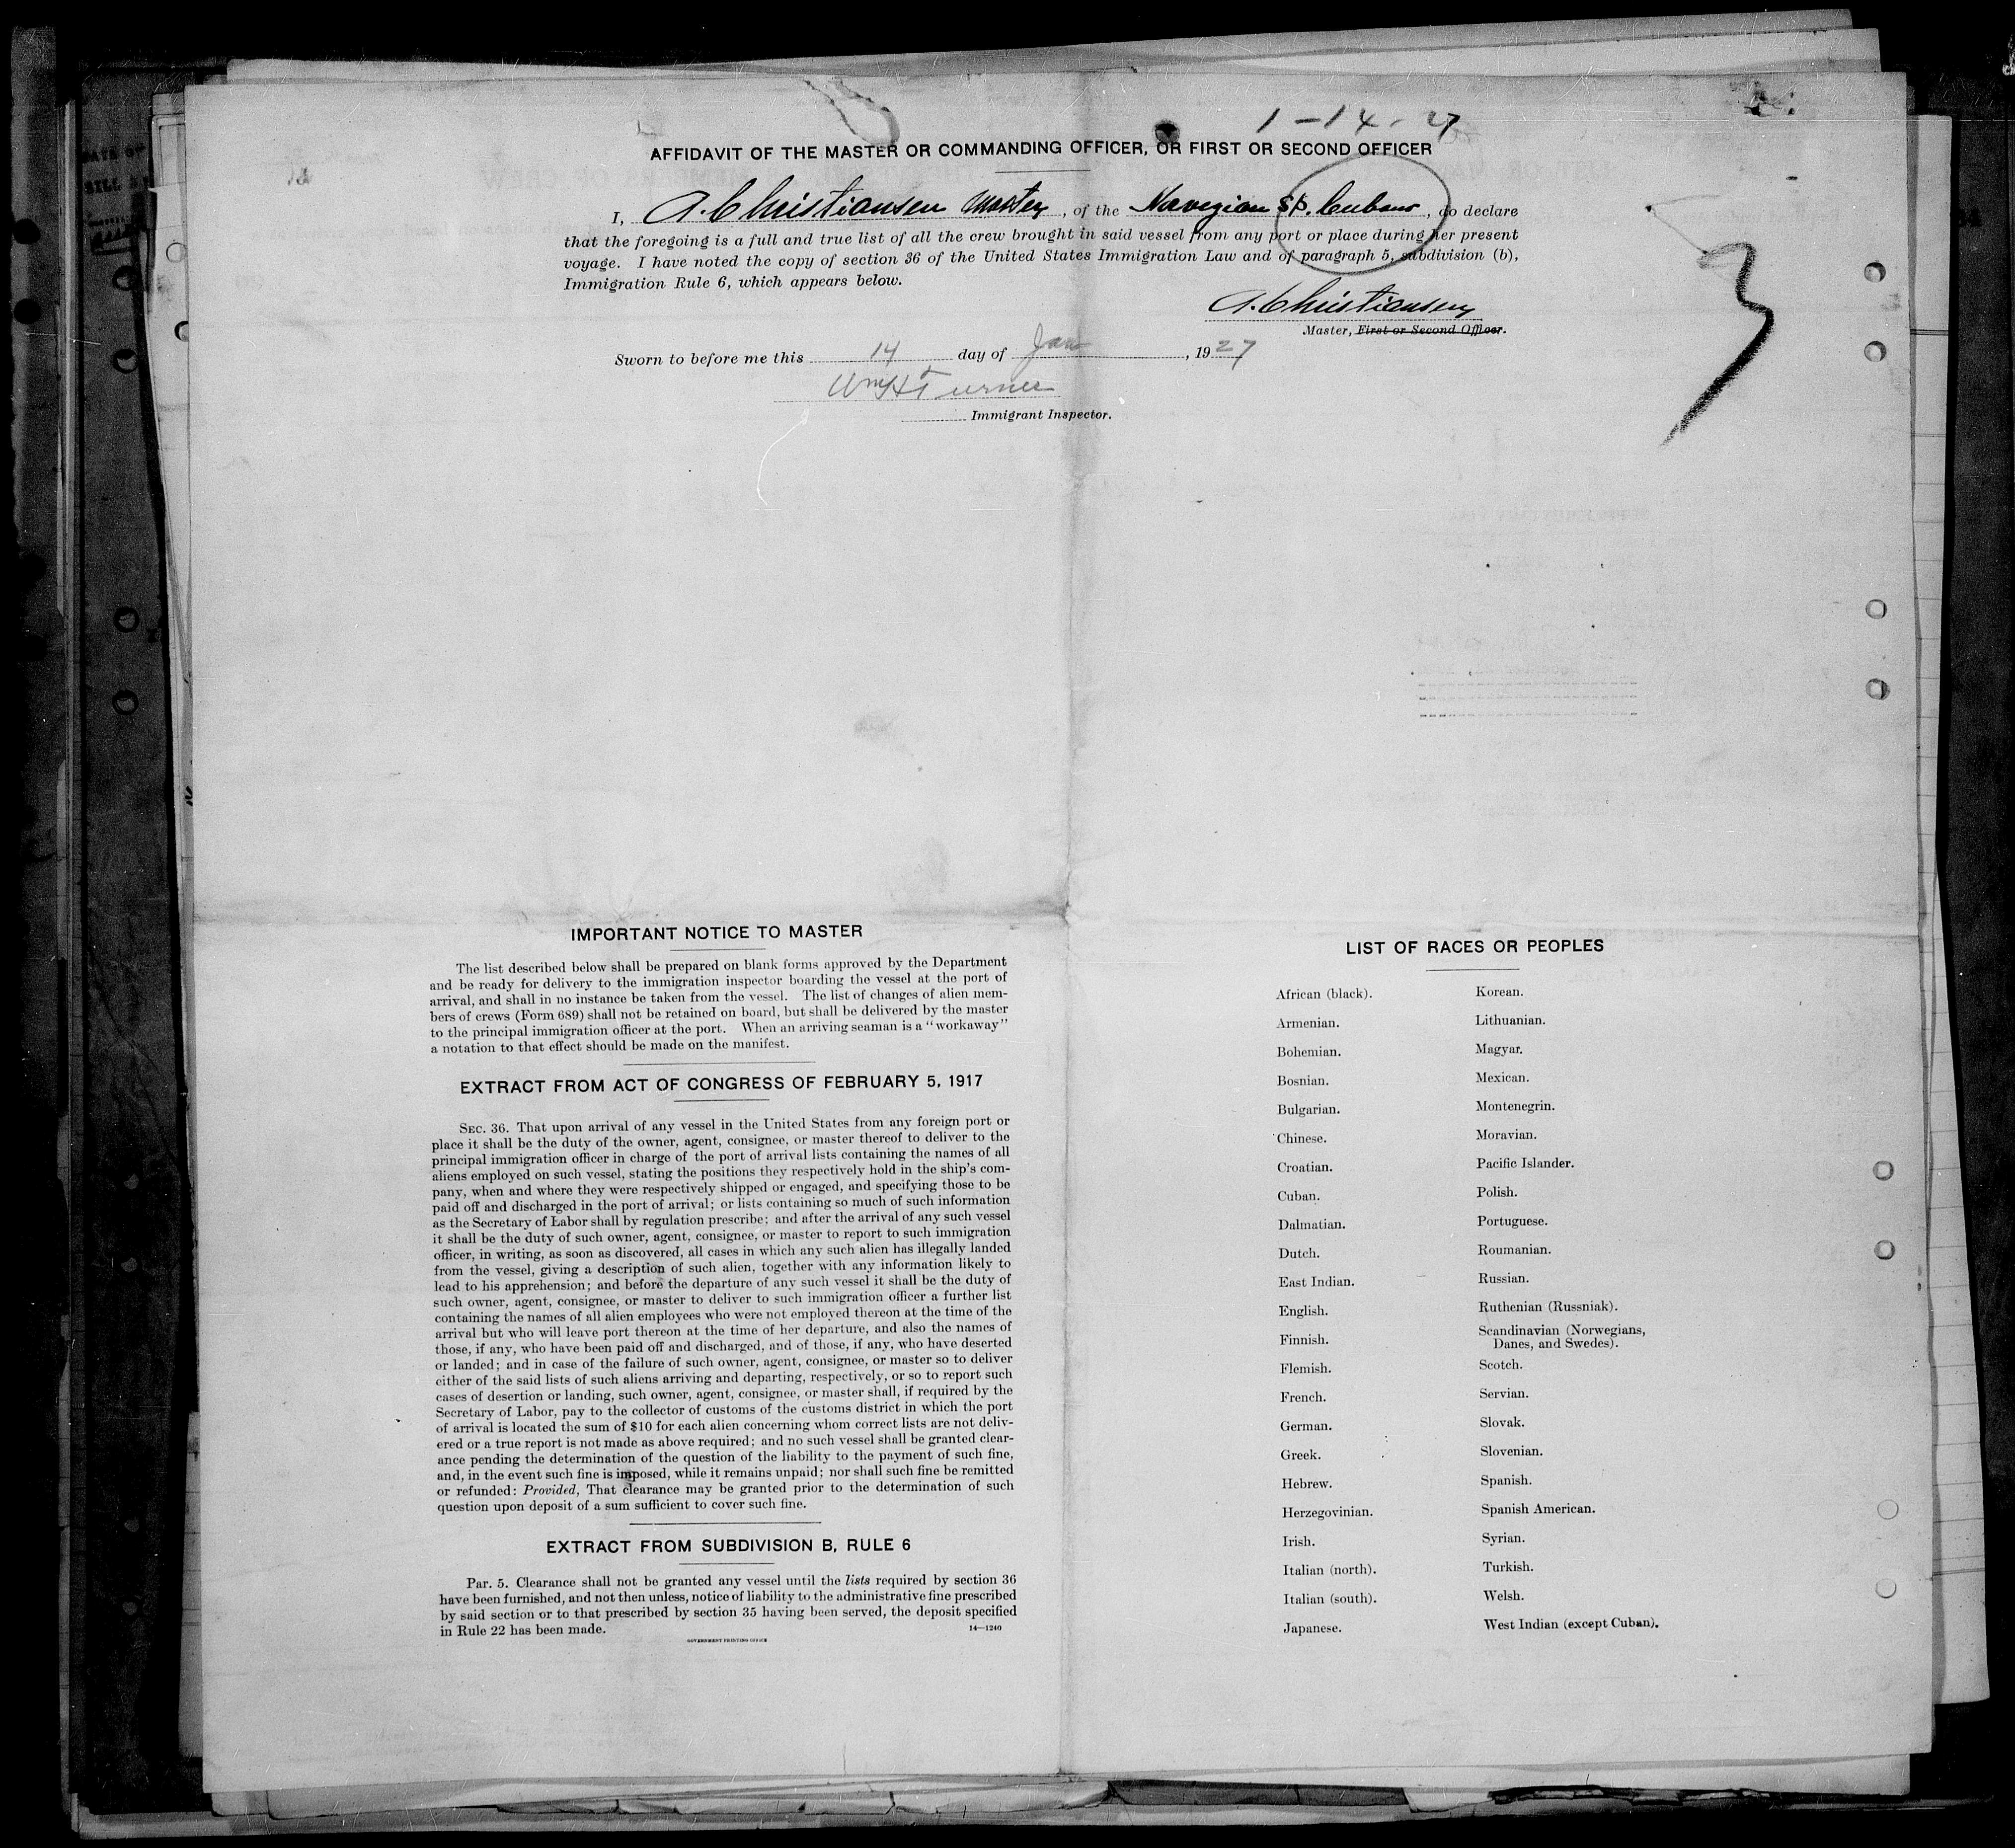 1-14-27
AFFIDAVIT OF THE MASTER OR COMMANDING OFFICER, OR FIRST OR SECOND OFFICER
I, A. Christiansen Master, of the Norvegian SS. Cubano, do declare
that the foregoing is a full and true list of all the crew brought in said vessel from any port or place during her present
voyage. I have noted the copy of section 36 of the United States Immigration Law and of paragraph 5, subdivision (b),
Immigration Rule 6, which appears below.
A. Christiansen
Master, First or Second Officer.
3
Sworn to before me this 14 day of Jan, 1927
Wm H Turner
Immigrant Inspector.
IMPORTANT NOTICE TO MASTER
The list described below shall be prepared on blank forms approved by the Department
and be ready for delivery to the immigration inspector boarding the vessel at the port of
arrival, and shall in no instance be taken from the vessel. The list of changes of alien mem-
bers of crews (Form 689) shall not be retained on board, but shall be delivered by the master
to the principal immigration officer at the port. When an arriving seaman is a "workaway"
a notation to that effect should be made on the manifest.
EXTRACT FROM ACT OF CONGRESS OF FEBRUARY 5, 1917
SEC. 36. That upon arrival of any vessel in the United States from any foreign port or
place it shall be the duty of the owner, agent, consignee, or master thereof to deliver to the
principal immigration officer in charge of the port of arrival lists containing the names of all
aliens employed on such vessel, stating the positions they respectively hold in the ship's com-
pany, when and where they were respectively shipped or engaged, and specifying those to be
paid off and discharged in the port of arrival; or lists containing so much of such information
as the Secretary of Labor shall by regulation prescribe; and after the arrival of any such vessel
it shall be the duty of such owner, agent, consignee, or master to report to such immigration
officer, in writing, as soon as discovered, all cases in which any such alien has illegally landed
from the vessel, giving a description of such alien, together with any information likely to
lead to his apprehension; and before the departure of any such vessel it shall be the duty of
such owner, agent, consignee, or master to deliver to such immigration officer a further list
containing the names of all alien employees who were not employed thereon at the time of the
arrival but who will leave port thereon at the time of her departure, and also the names of
those, if any, who have been paid off and discharged, and of those, if any, who have deserted
or landed; and in case of the failure of such owner, agent, consignee, or master so to deliver
either of the said lists of such aliens arriving and departing, respectively, or so to report such
cases of desertion or landing, such owner, agent, consignee, or master shall, if required by the
Secretary of Labor, pay to the collector of customs of the customs district in which the port
of arrival is located the sum of $10 for each alien concerning whom correct lists are not deliv-
ered or a true report is not made as above required; and no such vessel shall be granted clear-
ance pending the determination of the question of the liability to the payment of such fine,
and, in the event such fine is imposed, while it remains unpaid; nor shall such fine be remitted
or refunded: Provided, That clearance may be granted prior to the determination of such
question upon deposit of a sum sufficient to cover such fine.
EXTRACT FROM SUBDIVISION B, RULE 6
Par. 5. Clearance shall not be granted any vessel until the lists required by section 36
have been furnished, and not then unless, notice of liability to the administrative fine prescribed
by said section or to that prescribed by section 35 having been served, the deposit specified
in Rule 22 has been made.
14—1240
GOVERNMENT PRINTING OFFICE
LIST OF RACES OR PEOPLES
African (black).
Armenian.
Bohemian.
Bosnian.
Bulgarian.
Chinese.
Croatian.
Cuban.
Dalmatian.
Dutch.
East Indian.
English.
Finnish.
Flemish.
French.
German.
Greek.
Hebrew.
Herzegovinian.
Irish.
Italian (north).
Italian (south).
Japanese.
Korean.
Lithuanian.
Magyar.
Mexican.
Montenegrin.
Moravian.
Pacific Islander.
Polish.
Portuguese.
Roumanian.
Russian.
Ruthenian (Russniak).
Scandinavian (Norwegians,
Danes, and Swedes).
Scotch.
Servian.
Slovak.
Slovenian.
Spanish.
Spanish American.
Syrian.
Turkish.
Welsh.
West Indian (except Cuban).